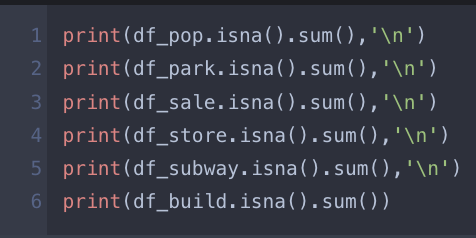 1 print(df_pop.isna().sum(),'\n')
2 print(df_park.isna().sum(),'\n')
3 print(df_sale.isna().sum(),'\n')
4 print(df_store.isna().sum(),'\n')
5 print(df_subway.isna().sum(),'\n')
6 print(df_build.isna().sum())